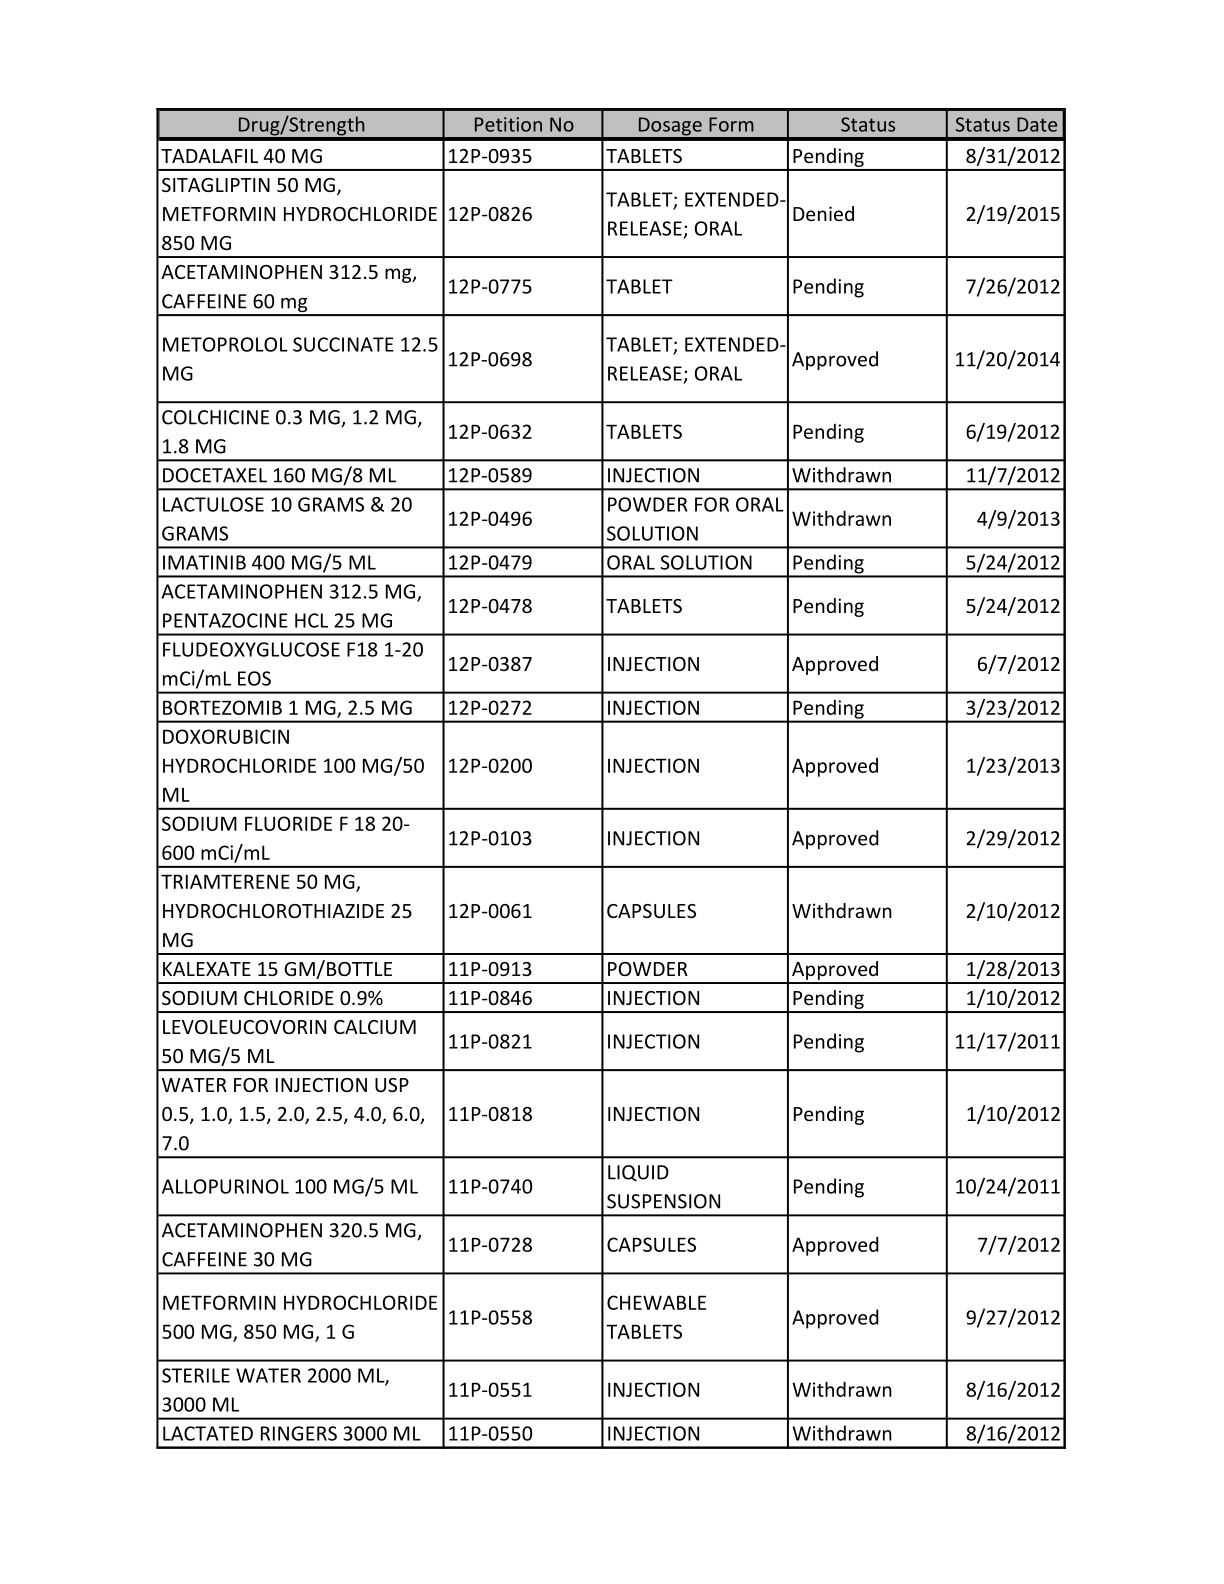 Drug/Strength Petition No Dosage Form Status Status Date
TADALAFIL 40 MG 12P-0935 TABLETS Pending 8/31/2012
SITAGLIPTIN 50 MG,
METFORMIN HYDROCHLORIDE
850 MG
12P-0826
TABLET; EXTENDED-
RELEASE; ORAL
Denied 2/19/2015
ACETAMINOPHEN 312.5 mg,
CAFFEINE 60 mg
12P-0775 TABLET Pending 7/26/2012
METOPROLOL SUCCINATE 12.5
MG
12P-0698
TABLET; EXTENDED-
RELEASE; ORAL
Approved 11/20/2014
COLCHICINE 0.3 MG, 1.2 MG,
1.8 MG
12P-0632 TABLETS Pending 6/19/2012
DOCETAXEL 160 MG/8 ML 12P-0589 INJECTION Withdrawn 11/7/2012
LACTULOSE 10 GRAMS & 20
GRAMS
12P-0496
POWDER FOR ORAL
SOLUTION
Withdrawn 4/9/2013
IMATINIB 400 MG/5 ML 12P-0479 ORAL SOLUTION Pending 5/24/2012
ACETAMINOPHEN 312.5 MG,
PENTAZOCINE HCL 25 MG
12P-0478 TABLETS Pending 5/24/2012
FLUDEOXYGLUCOSE F18 1-20
mCi/mL EOS
12P-0387 INJECTION Approved 6/7/2012
BORTEZOMIB 1 MG, 2.5 MG 12P-0272 INJECTION Pending 3/23/2012
DOXORUBICIN
HYDROCHLORIDE 100 MG/50
ML
12P-0200 INJECTION Approved 1/23/2013
SODIUM FLUORIDE F 18 20-
600 mCi/mL
12P-0103 INJECTION Approved 2/29/2012
TRIAMTERENE 50 MG,
HYDROCHLOROTHIAZIDE 25
MG
12P-0061 CAPSULES Withdrawn 2/10/2012
KALEXATE 15 GM/BOTTLE 11P-0913 POWDER Approved 1/28/2013
SODIUM CHLORIDE 0.9% 11P-0846 INJECTION Pending 1/10/2012
LEVOLEUCOVORIN CALCIUM
50 MG/5 ML
11P-0821 INJECTION Pending 11/17/2011
WATER FOR INJECTION USP
0.5, 1.0, 1.5, 2.0, 2.5, 4.0, 6.0,
7.0
11P-0818 INJECTION Pending 1/10/2012
ALLOPURINOL 100 MG/5 ML 11P-0740
LIQUID
SUSPENSION
Pending 10/24/2011
ACETAMINOPHEN 320.5 MG,
CAFFEINE 30 MG
11P-0728 CAPSULES Approved 7/7/2012
METFORMIN HYDROCHLORIDE
500 MG, 850 MG, 1 G
11P-0558
CHEWABLE
TABLETS
Approved 9/27/2012
STERILE WATER 2000 ML,
3000 ML
11P-0551 INJECTION Withdrawn 8/16/2012
LACTATED RINGERS 3000 ML 11P-0550 INJECTION Withdrawn 8/16/2012